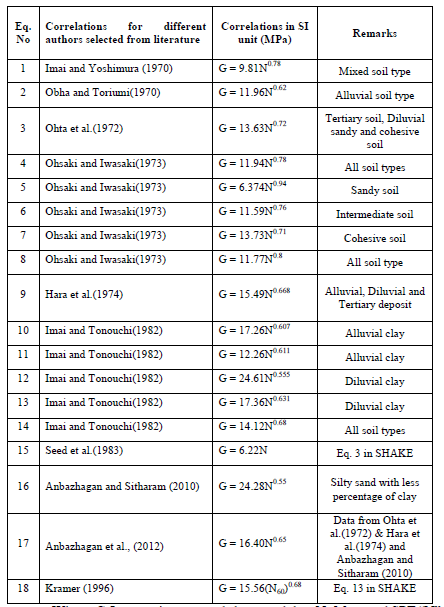 Eq. No Correlations for different authors selected from literature Correlations in SI unit (MPa) Remarks
1 Imai and Yoshimura (1970) G = 9.81N^0.78 Mixed soil type
2 Obha and Toriumi(1970) G = 11.96N^0.62 Alluvial soil type
3 Ohta et al.(1972) G = 13.63N^0.72 Tertiary soil, Diluvial sandy and cohesive soil
4 Ohsaki and Iwasaki(1973) G = 11.94N^0.78 All soil types
5 Ohsaki and Iwasaki(1973) G = 6.374N^0.94 Sandy soil
6 Ohsaki and Iwasaki(1973) G = 11.59N^0.76 Intermediate soil
7 Ohsaki and Iwasaki(1973) G = 13.73N^0.71 Cohesive soil
8 Ohsaki and Iwasaki(1973) G = 11.77N^0.8 All soil type
9 Hara et al.(1974) G = 15.49N^0.668 Alluvial, Diluvial and Tertiary deposit
10 Imai and Tonouchi(1982) G = 17.26N^0.607 Alluvial clay
11 Imai and Tonouchi(1982) G = 12.26N^0.611 Alluvial clay
12 Imai and Tonouchi(1982) G = 24.61N^0.555 Diluvial clay
13 Imai and Tonouchi(1982) G = 17.36N^0.631 Diluvial clay
14 Imai and Tonouchi(1982) G = 14.12N^0.68 All soil types
15 Seed et al.(1983) G = 6.22N Eq. 3 in SHAKE
16 Anbazhagan and Sitharam (2010) G = 24.28N^0.55 Silty sand with less percentage of clay
17 Anbazhagan et al., (2012) G = 16.40N^0.65 Data from Ohta et al.(1972) & Hara et al.(1974) and Anbazhagan and Sitharam (2010)
18 Kramer (1996) G = 15.56(N60)^0.68 Eq. 13 in SHAKE